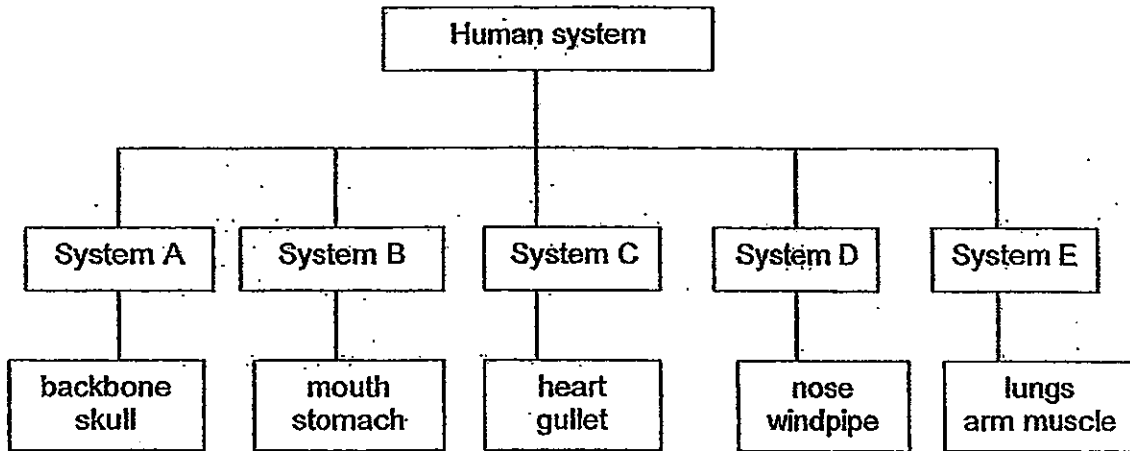 Human system
System A
System B
System C
System D
System E
backbone
skull
mouth
stomach
heart
gullet
nose
windpipe
lungs
arm muscle